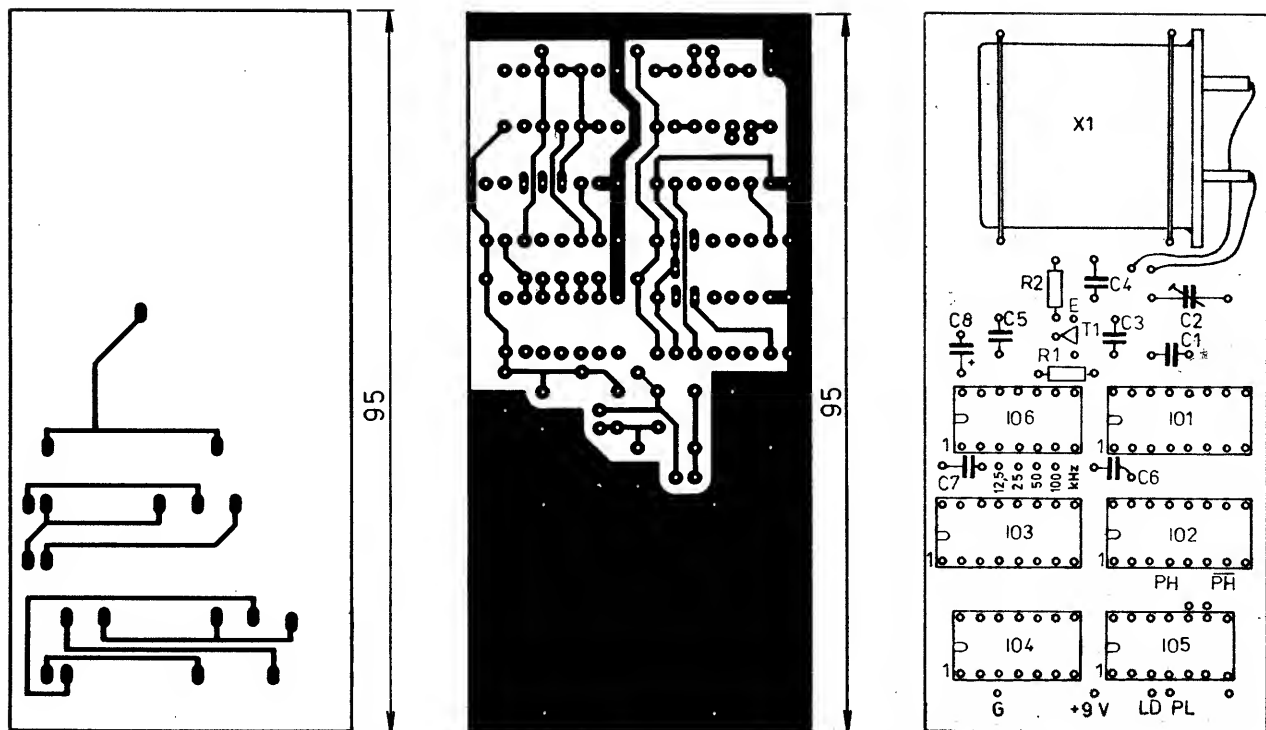 95
95
X1
R2
C4
E
C8
C5
T1
C3
C2
C1
+
R1
*
IO6
IO1
1
1
C7
12,5
25
50
100
kHz
C6
IO3
IO2
1
1
PH
PH
IO4
IO5
1
1
G
+9 V
LD PL